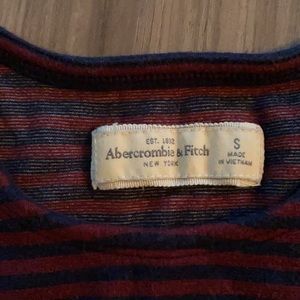 EST. 1892
Abercrombie & Fitch
NEW YORK
S
MADE
IN VIETNAM